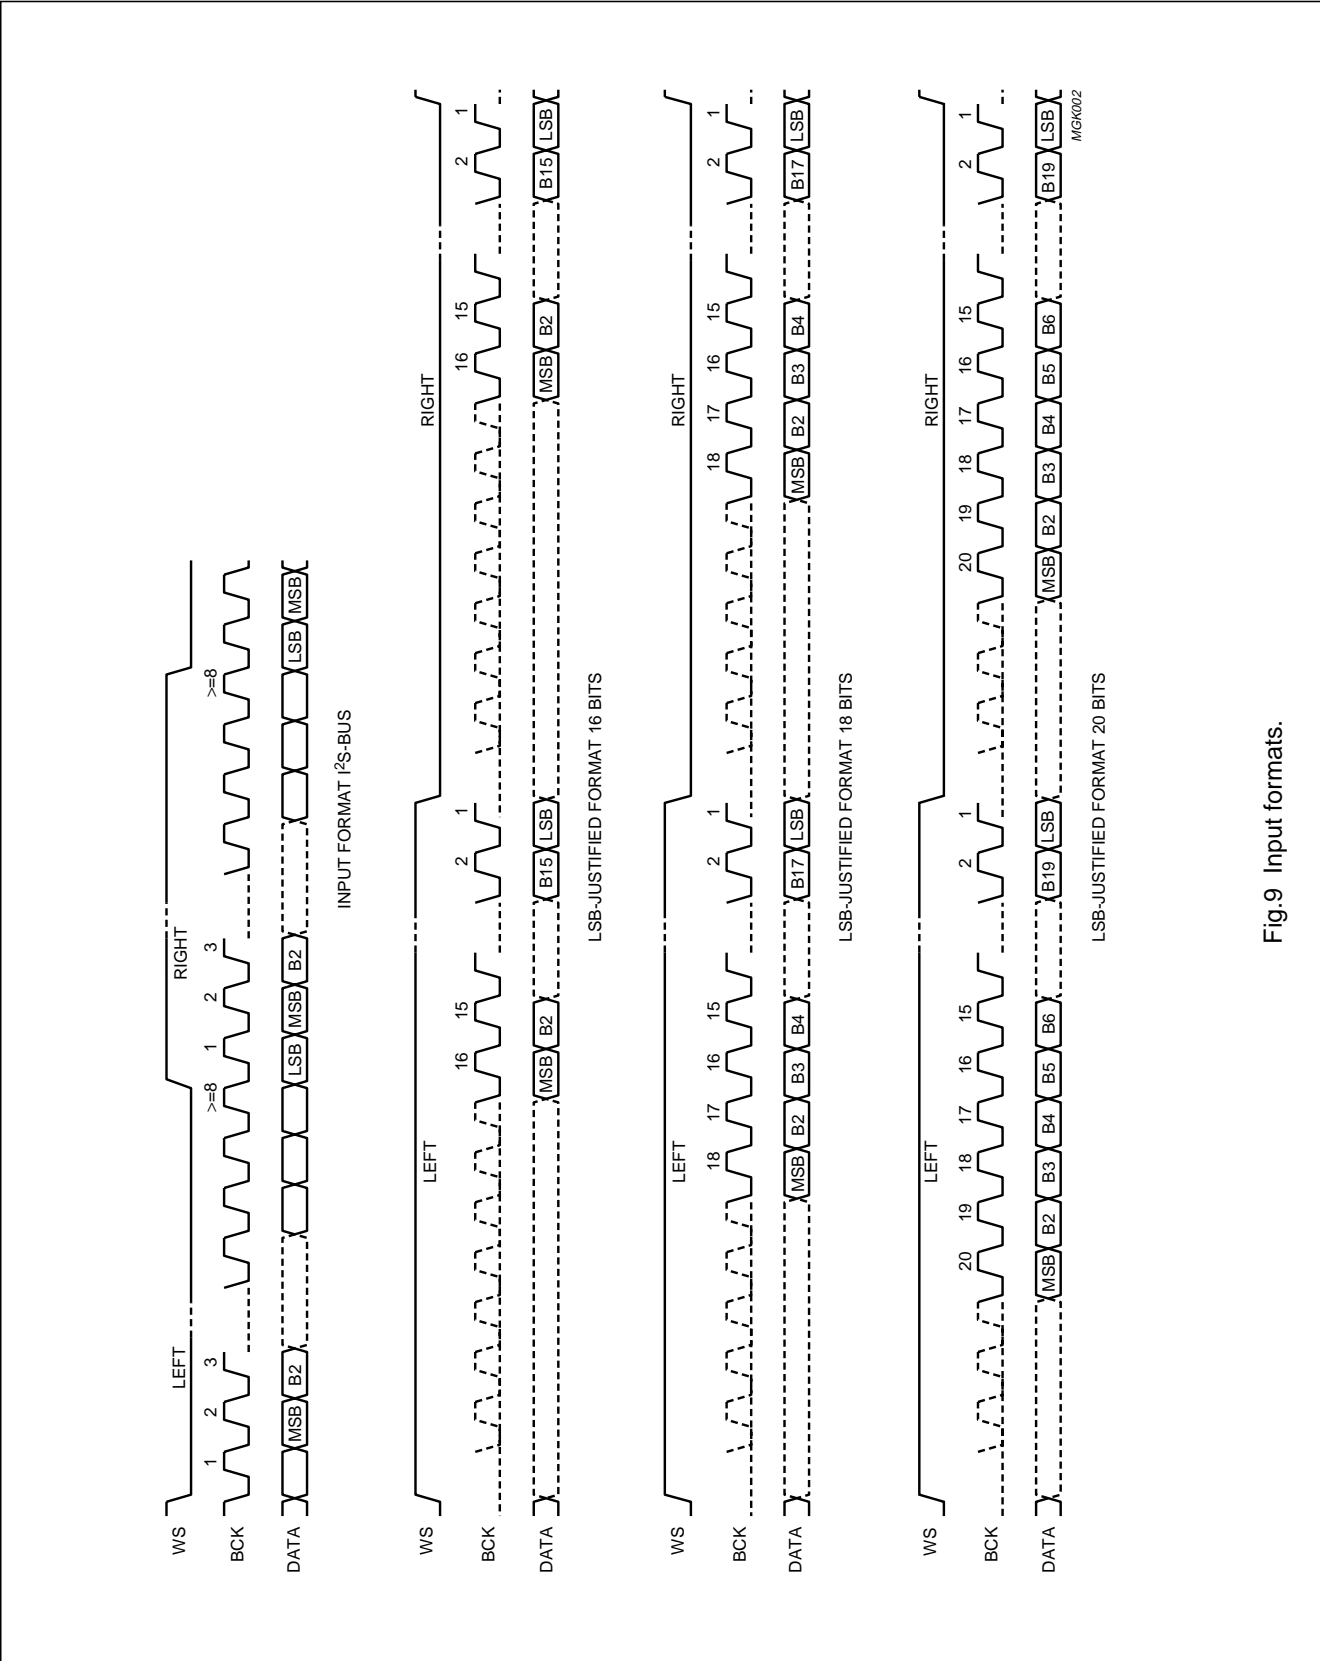 WS LEFT RIGHT
1 2 3 >=8 1 2 3 >=8
BCK
DATA MSB B2 LSB MSB B2 LSB MSB
INPUT FORMAT I²S-BUS
WS LEFT RIGHT
16 15 2 1 16 15 2 1
BCK
DATA MSB B2 B15 LSB MSB B2 B15 LSB
LSB-JUSTIFIED FORMAT 16 BITS
WS LEFT RIGHT
18 17 16 15 2 1 18 17 16 15 2 1
BCK
DATA MSB B2 B3 B4 B17 LSB MSB B2 B3 B4 B17 LSB
LSB-JUSTIFIED FORMAT 18 BITS
WS LEFT RIGHT
20 19 18 17 16 15 2 1 20 19 18 17 16 15 2 1
BCK
DATA MSB B2 B3 B4 B5 B6 B19 LSB MSB B2 B3 B4 B5 B6 B19 LSB
MGK002
LSB-JUSTIFIED FORMAT 20 BITS
Fig.9 Input formats.